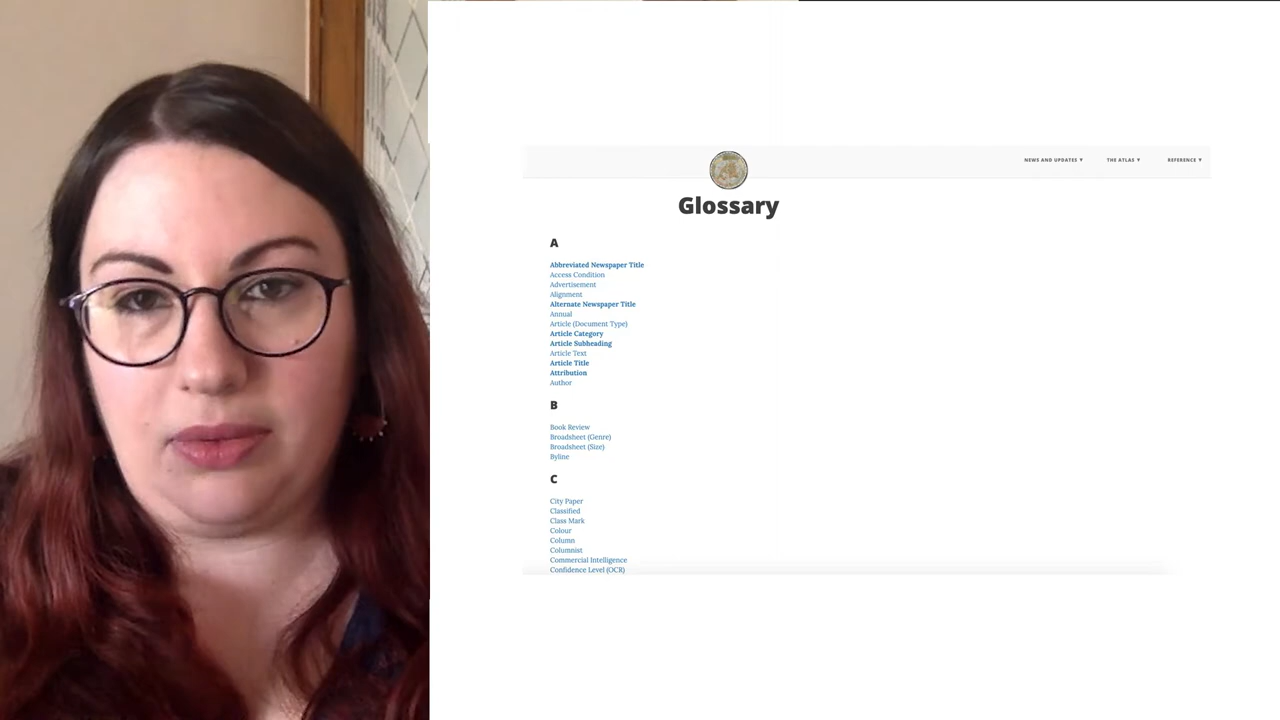 NEWS AND UPDATES ▼ THE ATLAS ▼ REFERENCE ▼
Glossary
A
Abbreviated Newspaper Title
Access Condition
Advertisement
Alignment
Alternate Newspaper Title
Annual
Article (Document Type)
Article Category
Article Subheading
Article Text
Article Title
Attribution
Author
B
Book Review
Broadsheet (Genre)
Broadsheet (Size)
Byline
C
City Paper
Classified
Class Mark
Colour
Column
Columnist
Commercial Intelligence
Confidence Level (OCR)